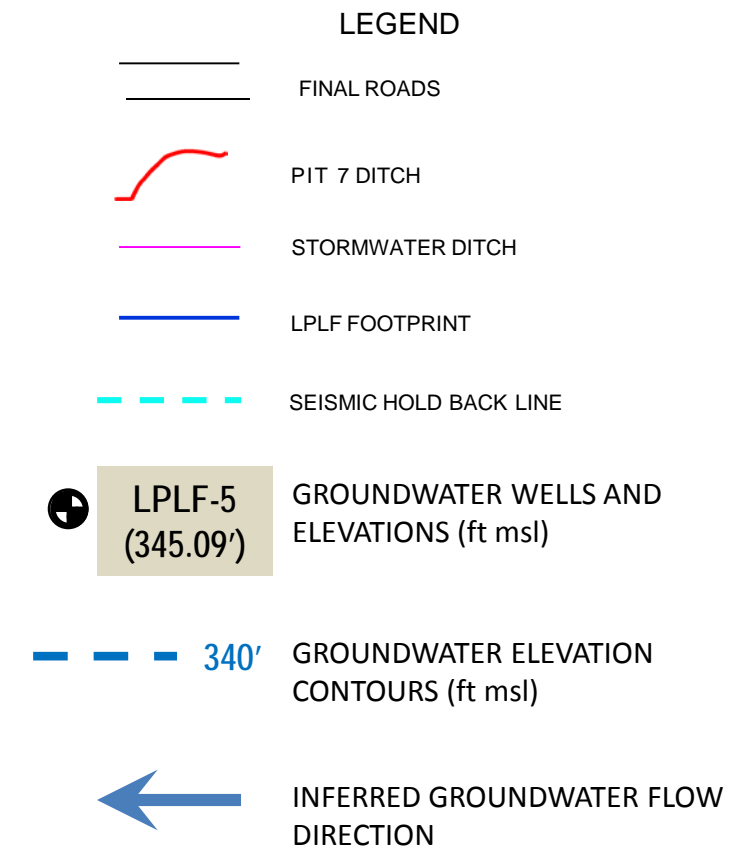 LEGEND
FINAL ROADS
PIT 7 DITCH
STORMWATER DITCH
LPLF FOOTPRINT
SEISMIC HOLD BACK LINE
LPLF-5
(345.09′)
GROUNDWATER WELLS AND
ELEVATIONS (ft msl)
340′
GROUNDWATER ELEVATION
CONTOURS (ft msl)
INFERRED GROUNDWATER FLOW
DIRECTION